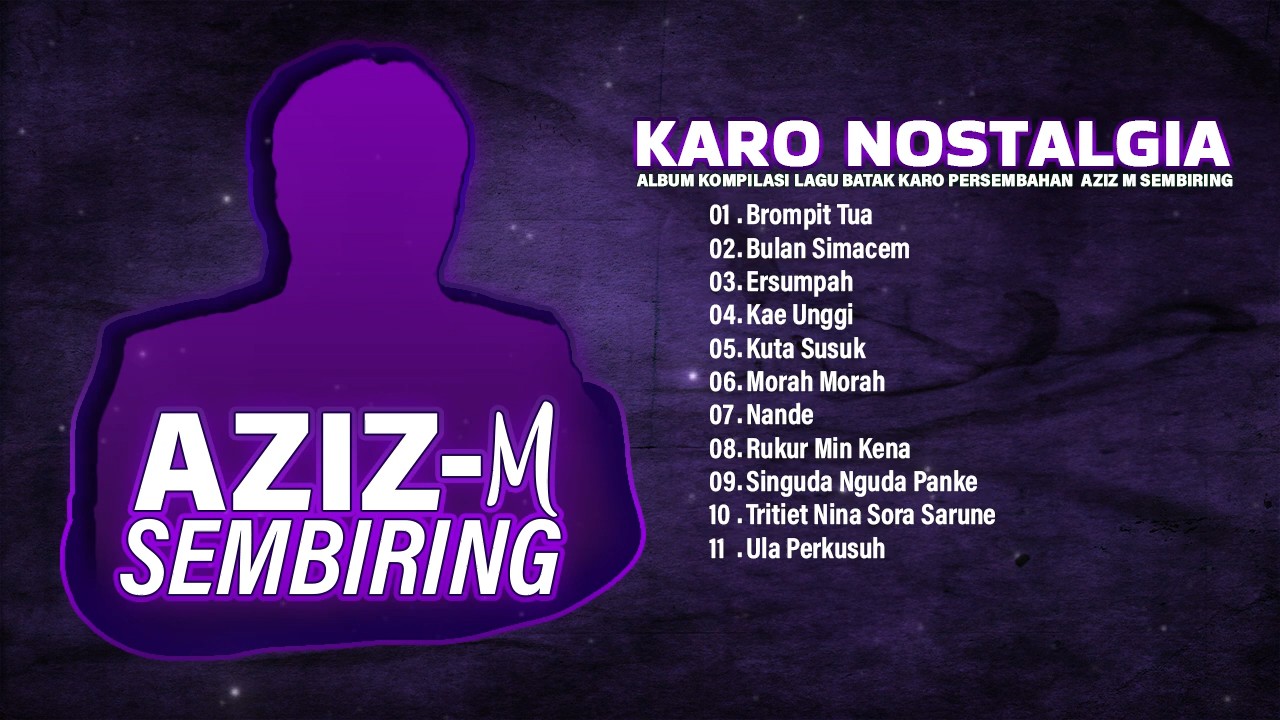 AZIZ-M
SEMBIRING
KARO NOSTALGIA
ALBUM KOMPILASI LAGU BATAK KARO PERSEMBAHAN AZIZ M SEMBIRING
01 . Brompit Tua
02. Bulan Simacem
03. Ersumpah
04. Kae Unggi
05. Kuta Susuk
06. Morah Morah
07. Nande
08. Rukur Min Kena
09. Singuda Nguda Panke
10 . Tritiet Nina Sora Sarune
11 . Ula Perkusuh